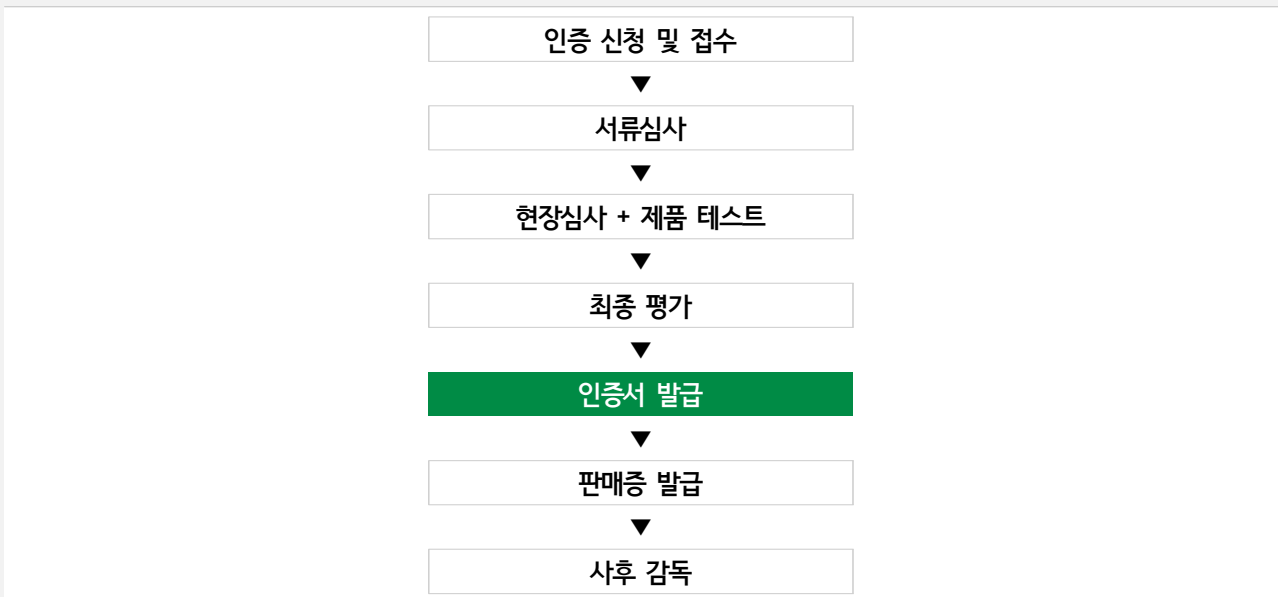 인증 신청 및 접수
▼
서류심사
▼
현장심사 + 제품 테스트
▼
최종 평가
▼
인증서 발급
▼
판매증 발급
▼
사후 감독